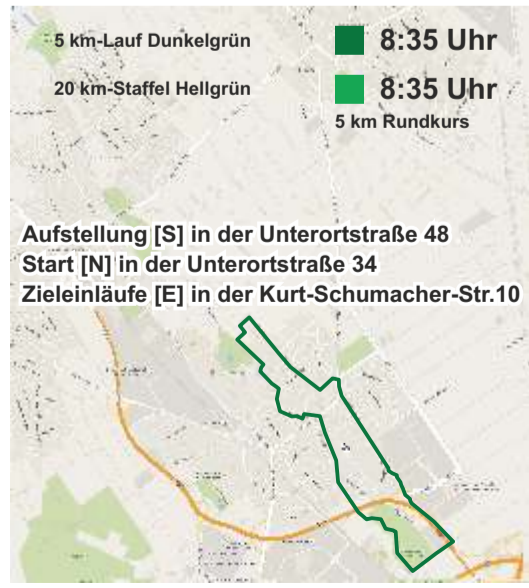 5 km-Lauf Dunkelgrün
8:35 Uhr
20 km-Staffel Hellgrün
8:35 Uhr
5 km Rundkurs
Aufstellung [S] in der Unterortstraße 48
Start [N] in der Unterortstraße 34
Zieleinläufe [E] in der Kurt-Schumacher-Str.10